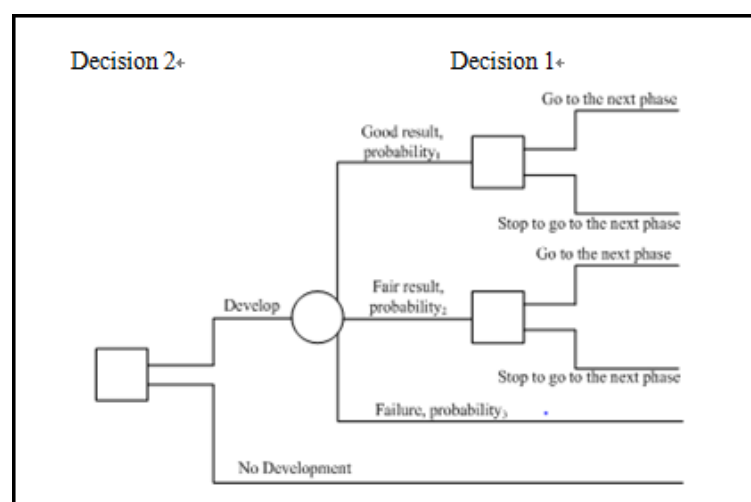 Decision 2↵
Decision 1↵
Go to the next phase
Good result,
probability₁
Stop to go to the next phase
Go to the next phase
Fair result,
probability₂
Develop
Stop to go to the next phase
Failure, probability₃
No Development